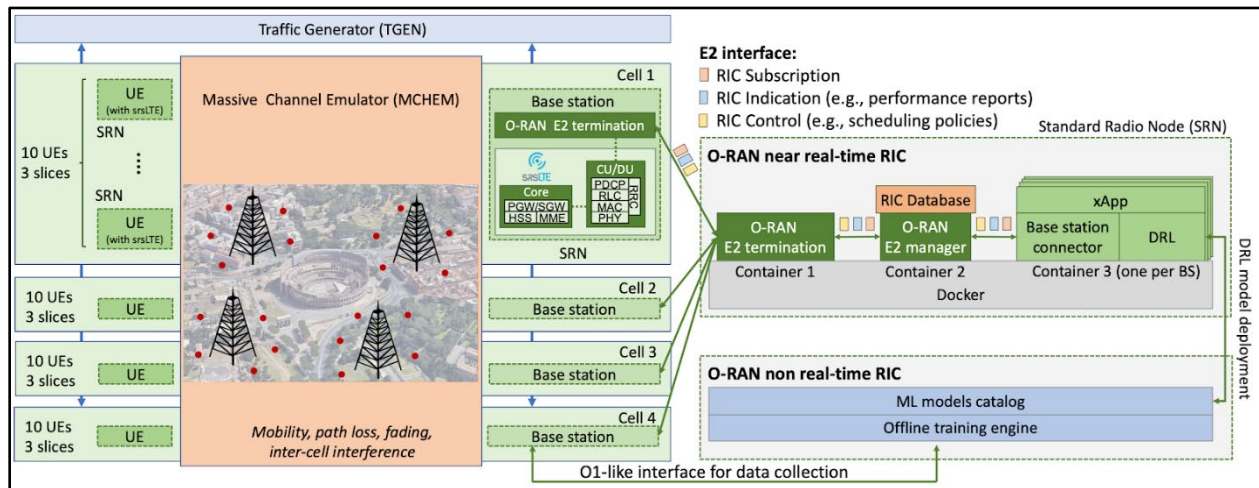 Traffic Generator (TGEN)
10 UEs
3 slices
UE
(with srsLTE)
SRN
SRN
UE
(with srsLTE)
Massive Channel Emulator (MCHEM)
Mobility, path loss, fading,
inter-cell interference
Cell 1
Base station
O-RAN E2 termination
srsLTE
Core
PGW/SGW
HSS MME
CU/DU
PDCP
RLC
MAC
PHY
RRC
SRN
10 UEs
3 slices
UE
Cell 2
Base station
10 UEs
3 slices
UE
Cell 3
Base station
10 UEs
3 slices
UE
Cell 4
Base station
E2 interface:
RIC Subscription
RIC Indication (e.g., performance reports)
RIC Control (e.g., scheduling policies)
Standard Radio Node (SRN)
O-RAN near real-time RIC
O-RAN
E2 termination
Container 1
RIC Database
O-RAN
E2 manager
Container 2
xApp
Base station
connector
DRL
Container 3 (one per BS)
Docker
DRL model deployment
O-RAN non real-time RIC
ML models catalog
Offline training engine
O1-like interface for data collection